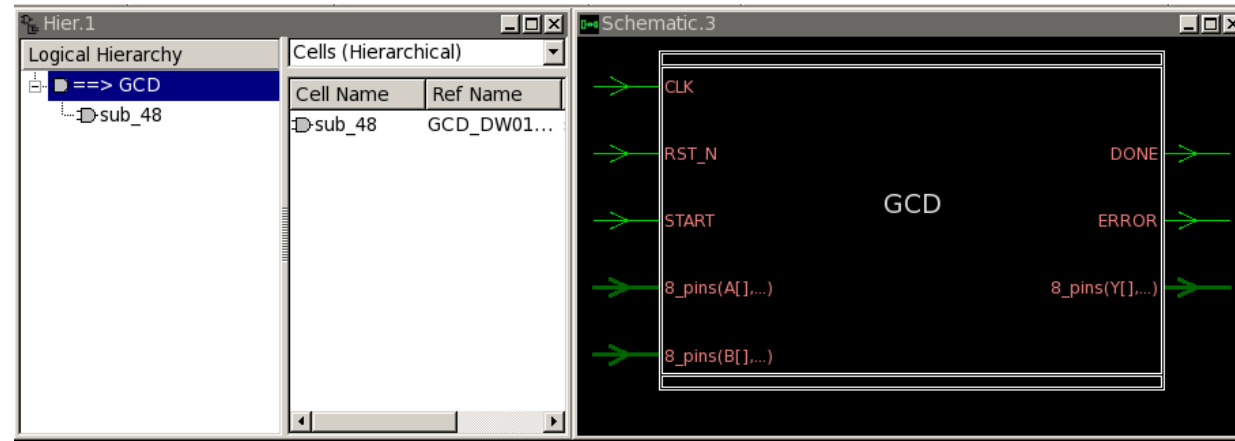 Hier.1
Logical Hierarchy
==> GCD
sub_48
Cells (Hierarchical)
Cell Name Ref Name
sub_48 GCD_DW01...
Schematic.3
CLK
RST_N
START
8_pins(A[],...)
8_pins(B[],...)
GCD
DONE
ERROR
8_pins(Y[],...)